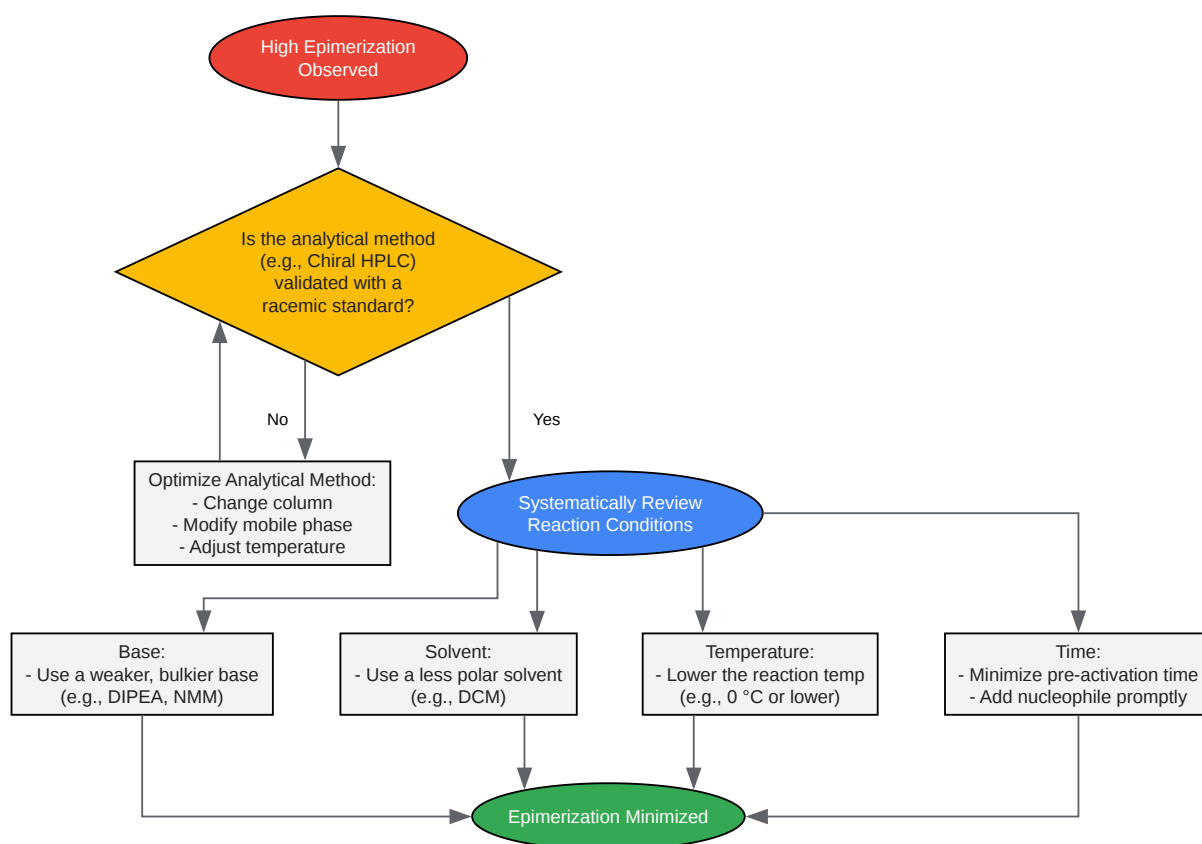 High Epimerization
Observed
Is the analytical method
(e.g., Chiral HPLC)
validated with a
racemic standard?
No
Yes
Optimize Analytical Method:
- Change column
- Modify mobile phase
- Adjust temperature
Systematically Review
Reaction Conditions
Base:
- Use a weaker, bulkier base
(e.g., DIPEA, NMM)
Solvent:
- Use a less polar solvent
(e.g., DCM)
Temperature:
- Lower the reaction temp
(e.g., 0 °C or lower)
Time:
- Minimize pre-activation time
- Add nucleophile promptly
Epimerization Minimized